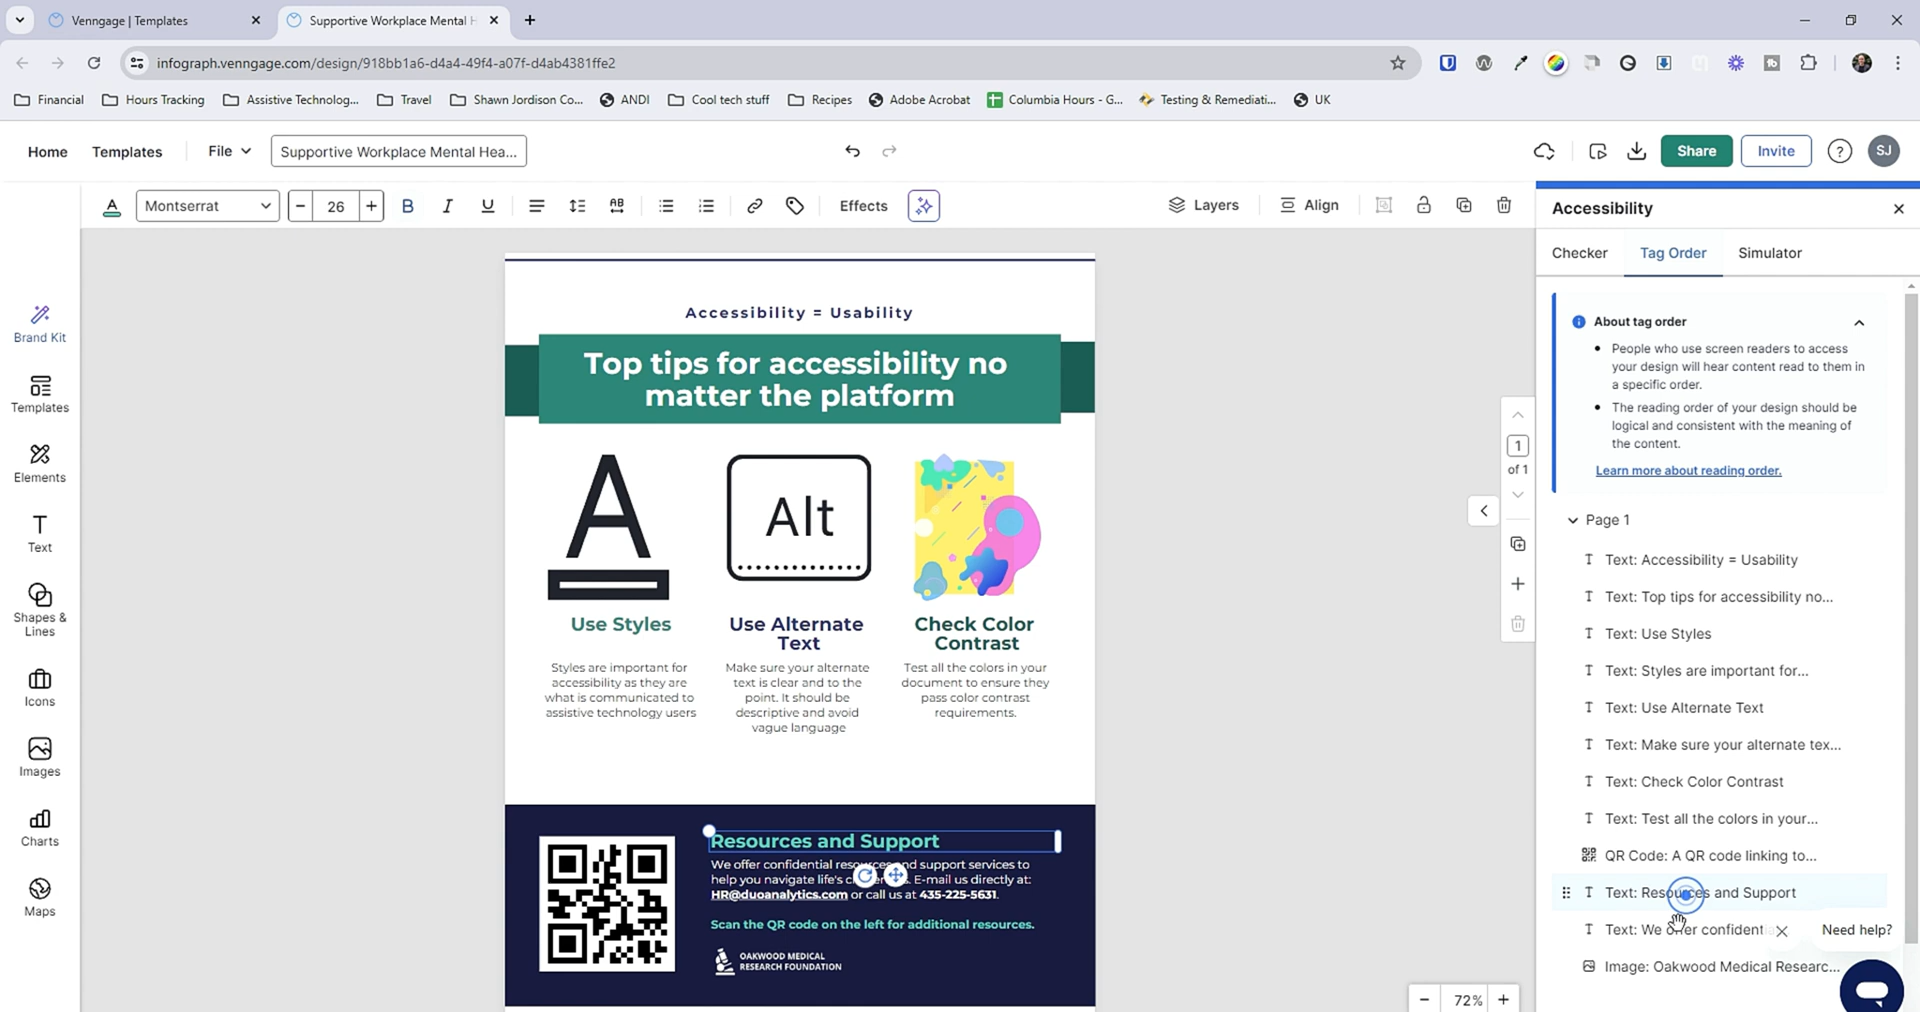 Venngage | Templates
Supportive Workplace Mental H
infograph.venngage.com/design/918bb1a6-d4a4-49f4-a07f-d4ab4381ffe2
Financial
Hours Tracking
Assistive Technolog...
Travel
Shawn Jordison Co...
ANDI
Cool tech stuff
Recipes
Adobe Acrobat
Columbia Hours - G...
Testing & Remediati...
UK
Home
Templates
File
Supportive Workplace Mental Hea...
Share
Invite
?
SJ
A
Montserrat
26
B
I
U
Effects
Layers
Align
Accessibility
Checker
Tag Order
Simulator
Brand Kit
Templates
Elements
Text
Shapes &
Lines
Icons
Images
Charts
Maps
Accessibility = Usability
Top tips for accessibility no
matter the platform
A
Alt
Use Styles
Styles are important for
accessibility as they are
what is communicated to
assistive technology users
Use Alternate
Text
Make sure your alternate
text is clear and to the
point. It should be
descriptive and avoid
vague language
Check Color
Contrast
Test all the colors in your
document to ensure they
pass color contrast
requirements.
Resources and Support
We offer confidential resources and support services to
help you navigate life's E-mail us directly at:
HR@duoanalytics.com or call us at 435-225-5631.
Scan the QR code on the left for additional resources.
OAKWOOD MEDICAL
RESEARCH FOUNDATION
1
of 1
72%
About tag order
People who use screen readers to access
your design will hear content read to them in
a specific order.
The reading order of your design should be
logical and consistent with the meaning of
the content.
Learn more about reading order.
Page 1
Text: Accessibility = Usability
Text: Top tips for accessibility no...
Text: Use Styles
Text: Styles are important for...
Text: Use Alternate Text
Text: Make sure your alternate tex...
Text: Check Color Contrast
Text: Test all the colors in your...
QR Code: A QR code linking to...
Text: Resources and Support
Text: We offer confidenti
Need help?
Image: Oakwood Medical Researc...